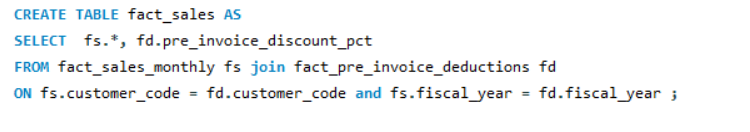 CREATE TABLE fact_sales AS
SELECT  fs.*, fd.pre_invoice_discount_pct
FROM fact_sales_monthly fs join fact_pre_invoice_deductions fd
ON fs.customer_code = fd.customer_code and fs.fiscal_year = fd.fiscal_year ;